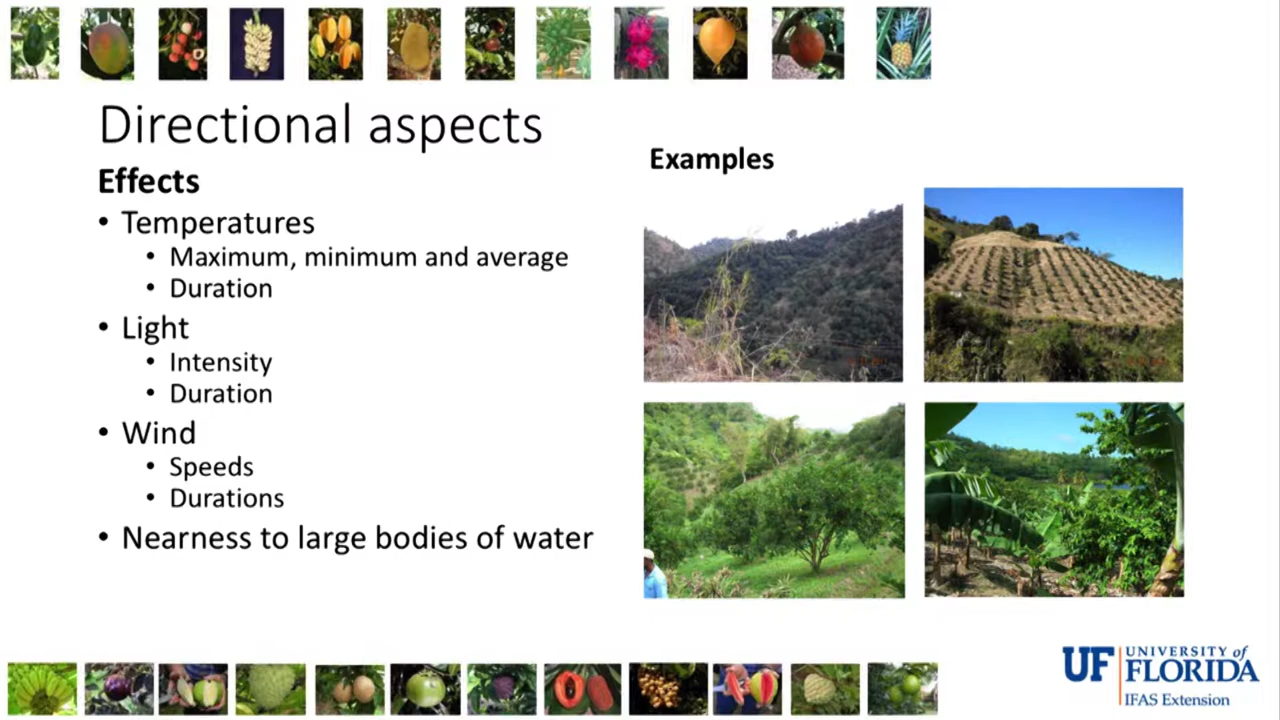 Directional aspects
Effects
• Temperatures
• Maximum, minimum and average
• Duration
• Light
• Intensity
• Duration
• Wind
• Speeds
• Durations
• Nearness to large bodies of water
Examples
UF UNIVERSITY of
FLORIDA
IFAS Extension